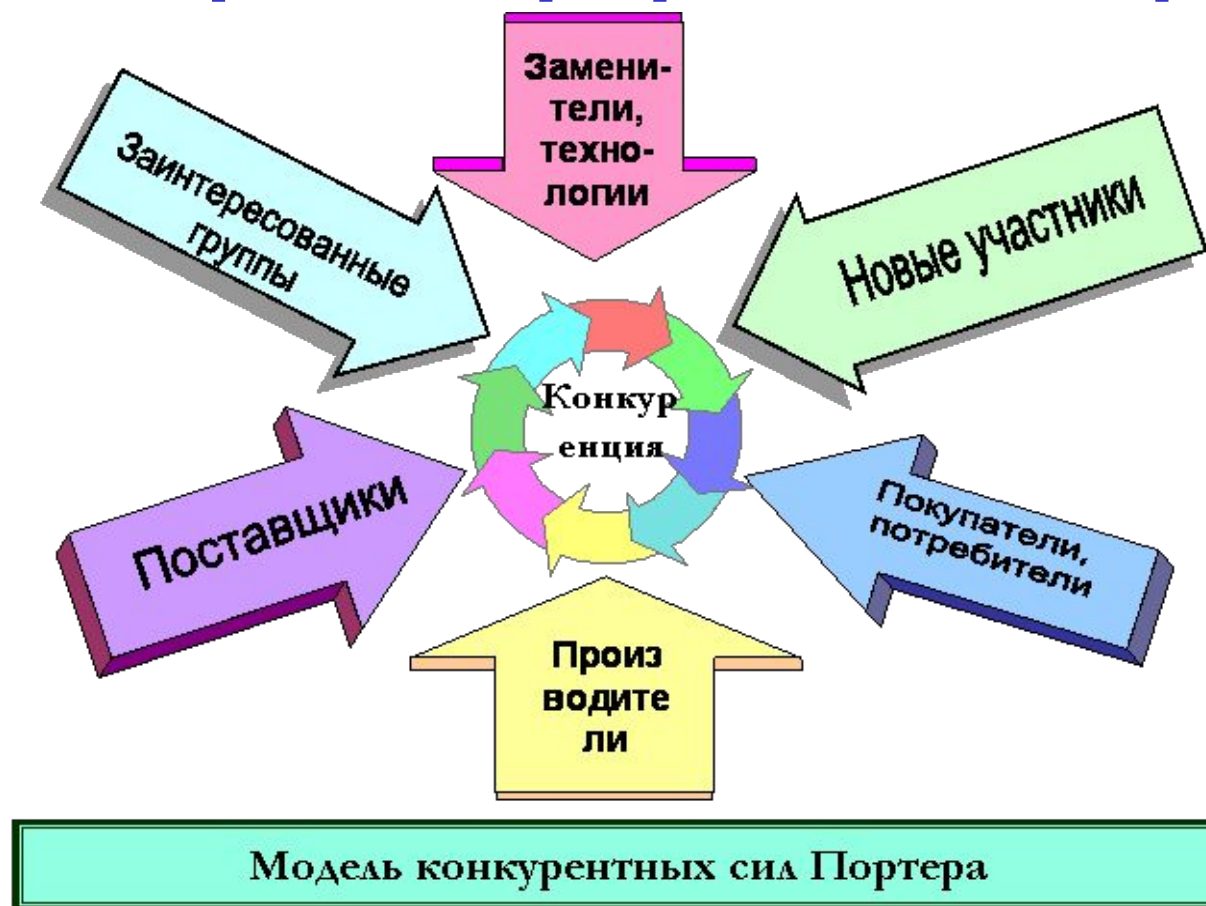 Замени-
тели,
техно-
логии
Заинтересованные
группы
Новые участники
Конкур
енция
Поставщики
Покупатели,
потребители
Произ
водите
ли
Модель конкурентных сил Портера